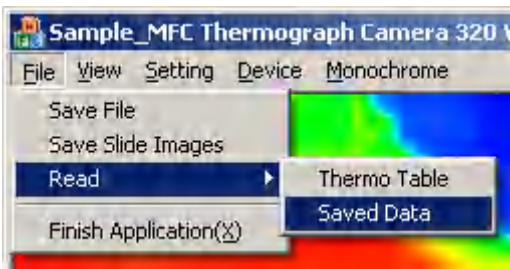 Sample_MFC Thermograph Camera 320
File View Setting Device Monochrome
Save File
Save Slide Images
Read
Thermo Table
Saved Data
Finish Application(X)